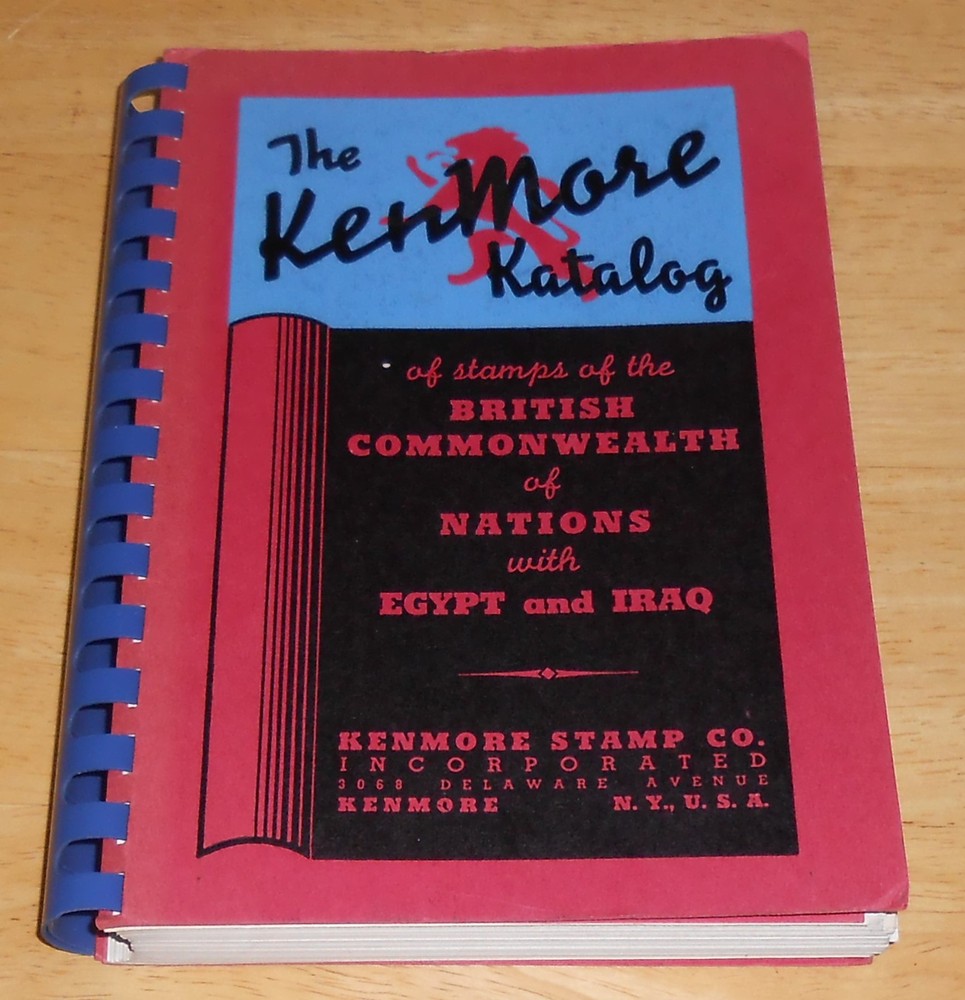 The
KenMore
Katalog
of stamps of the
BRITISH
COMMONWEALTH
of
NATIONS
with
EGYPT and IRAQ
KENMORE STAMP CO.
INCORPORATED
3068 DELAWARE AVENUE
KENMORE N.Y., U.S.A.